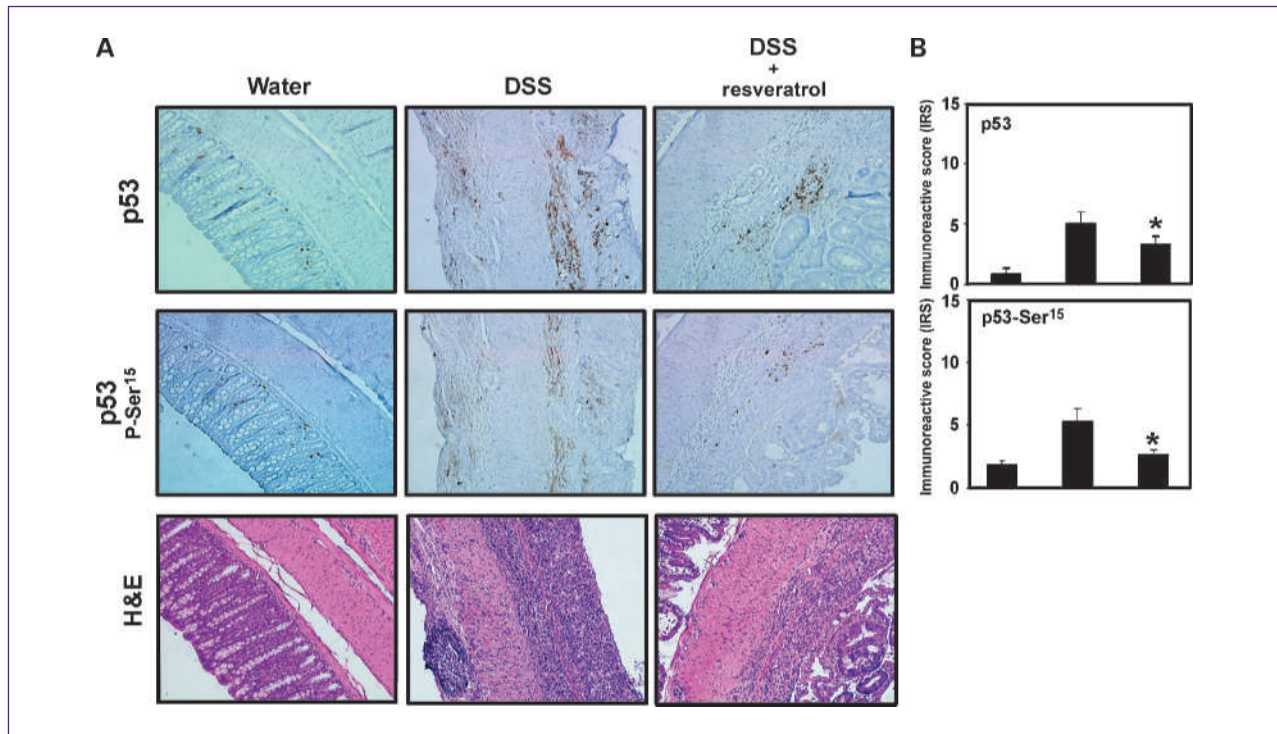 A
B
Water
DSS
DSS
+
resveratrol
p53
p53
P-Ser¹⁵
H&E
Immunoreactive score (IRS)
15
10
5
0
p53
*
Immunoreactive score (IRS)
15
10
5
0
p53-Ser¹⁵
*